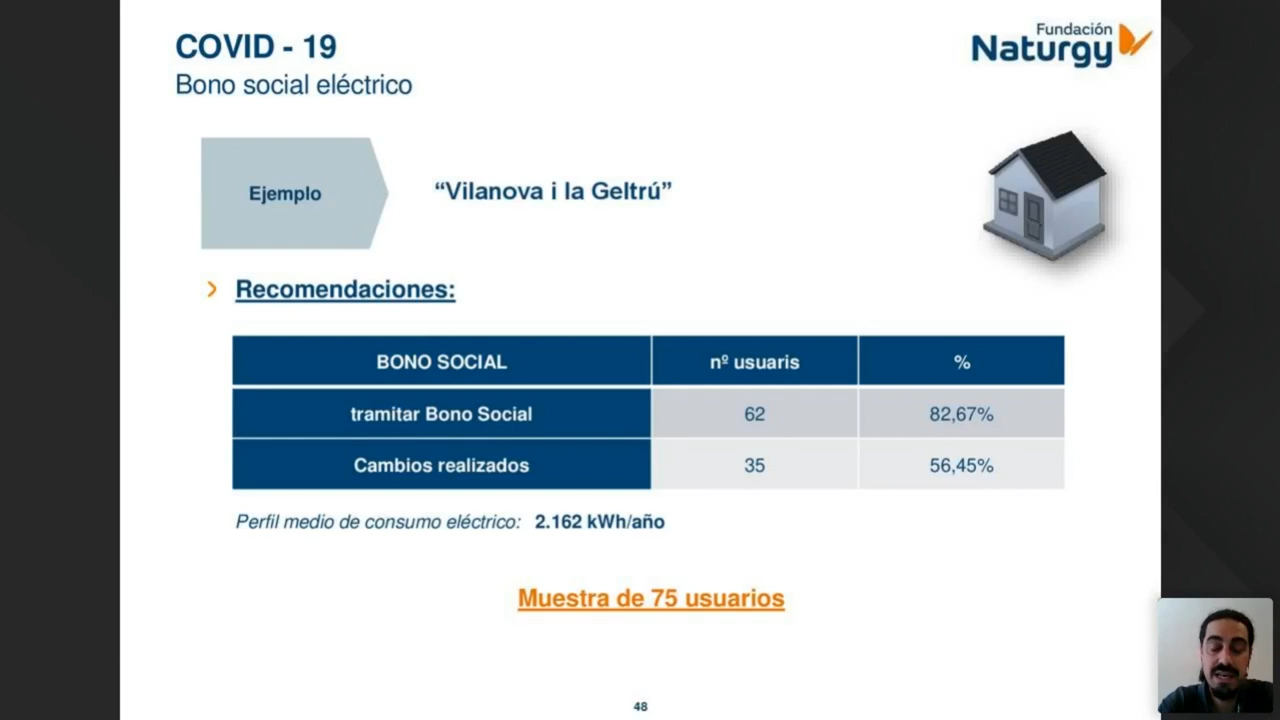 COVID - 19
Bono social eléctrico
Fundación
Naturgy
Ejemplo
“Vilanova i la Geltrú”
Recomendaciones:
BONO SOCIAL nº usuaris %
tramitar Bono Social 62 82,67%
Cambios realizados 35 56,45%
Perfil medio de consumo eléctrico: 2.162 kWh/año
Muestra de 75 usuarios
48